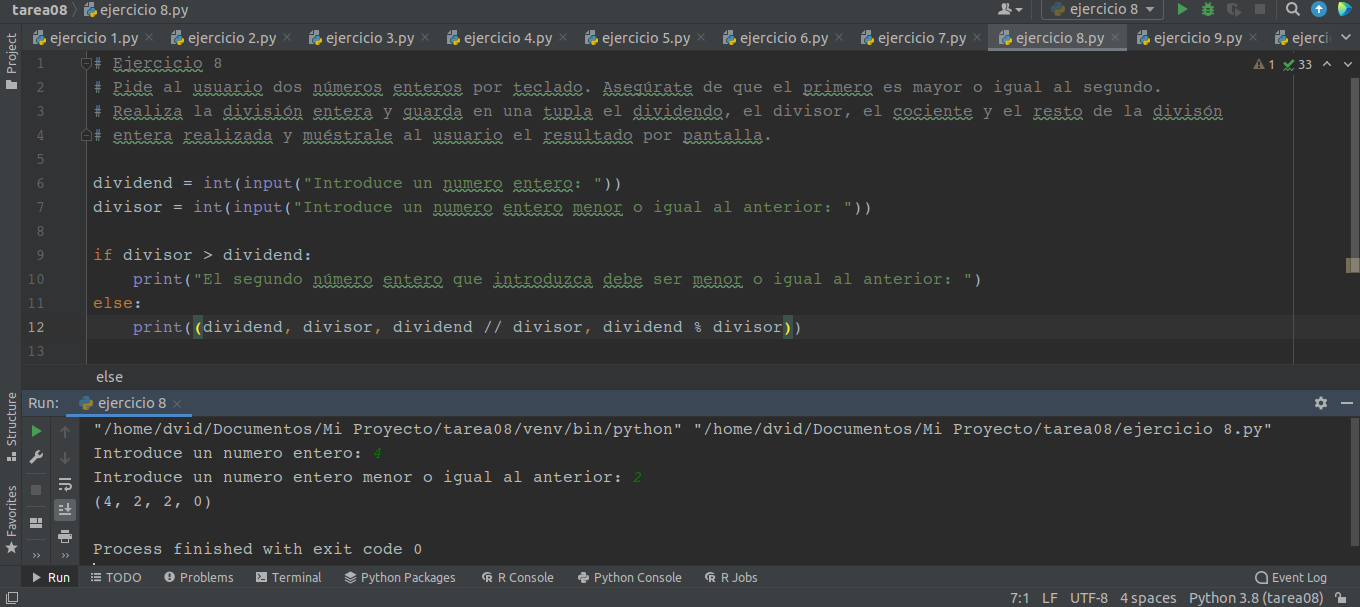 tarea08 ejercicio 8.py ejercicio 8
ejercicio 1.py ejercicio 2.py ejercicio 3.py ejercicio 4.py ejercicio 5.py ejercicio 6.py ejercicio 7.py ejercicio 8.py ejercicio 9.py ejerci
Project
1 # Ejercicio 8
2 # Pide al usuario dos números enteros por teclado. Asegúrate de que el primero es mayor o igual al segundo.
3 # Realiza la división entera y guarda en una tupla el dividendo, el divisor, el cociente y el resto de la divisón
4 # entera realizada y muéstrale al usuario el resultado por pantalla.
5
6 dividend = int(input("Introduce un numero entero: "))
7 divisor = int(input("Introduce un numero entero menor o igual al anterior: "))
8
9 if divisor > dividend:
10 print("El segundo número entero que introduzca debe ser menor o igual al anterior: ")
11 else:
12 print((dividend, divisor, dividend // divisor, dividend % divisor))
13
1 33
else
Run: ejercicio 8
Structure
Favorites
"/home/dvid/Documentos/Mi Proyecto/tarea08/venv/bin/python" "/home/dvid/Documentos/Mi Proyecto/tarea08/ejercicio 8.py"
Introduce un numero entero: 4
Introduce un numero entero menor o igual al anterior: 2
(4, 2, 2, 0)
Process finished with exit code 0
Run TODO Problems Terminal Python Packages R Console Python Console R Jobs Event Log
7:1 LF UTF-8 4 spaces Python 3.8 (tarea08)